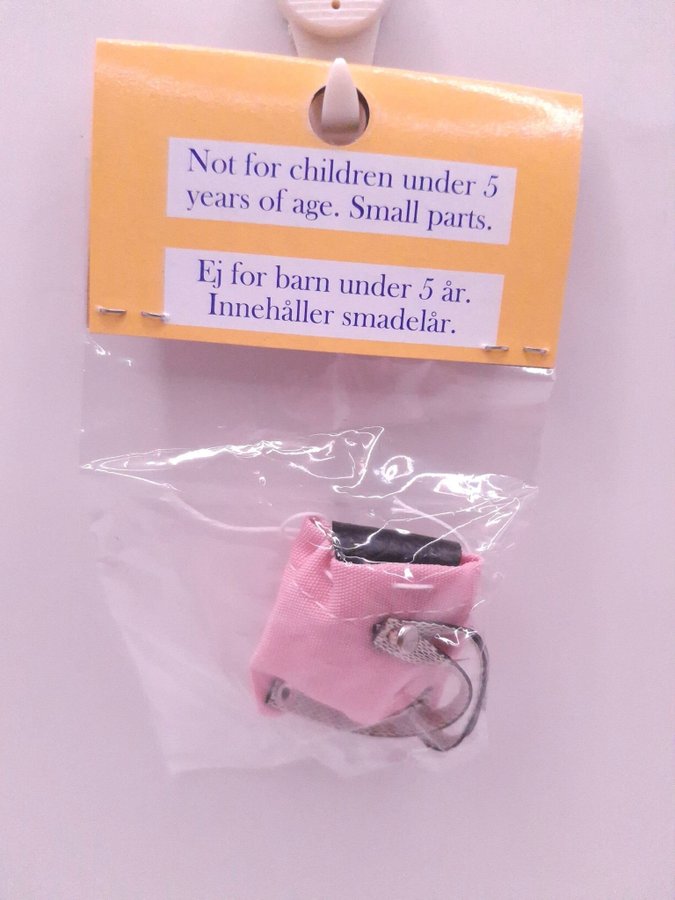 Not for children under 5
years of age. Small parts.
Ej for barn under 5 år.
Innehåller smadelår.